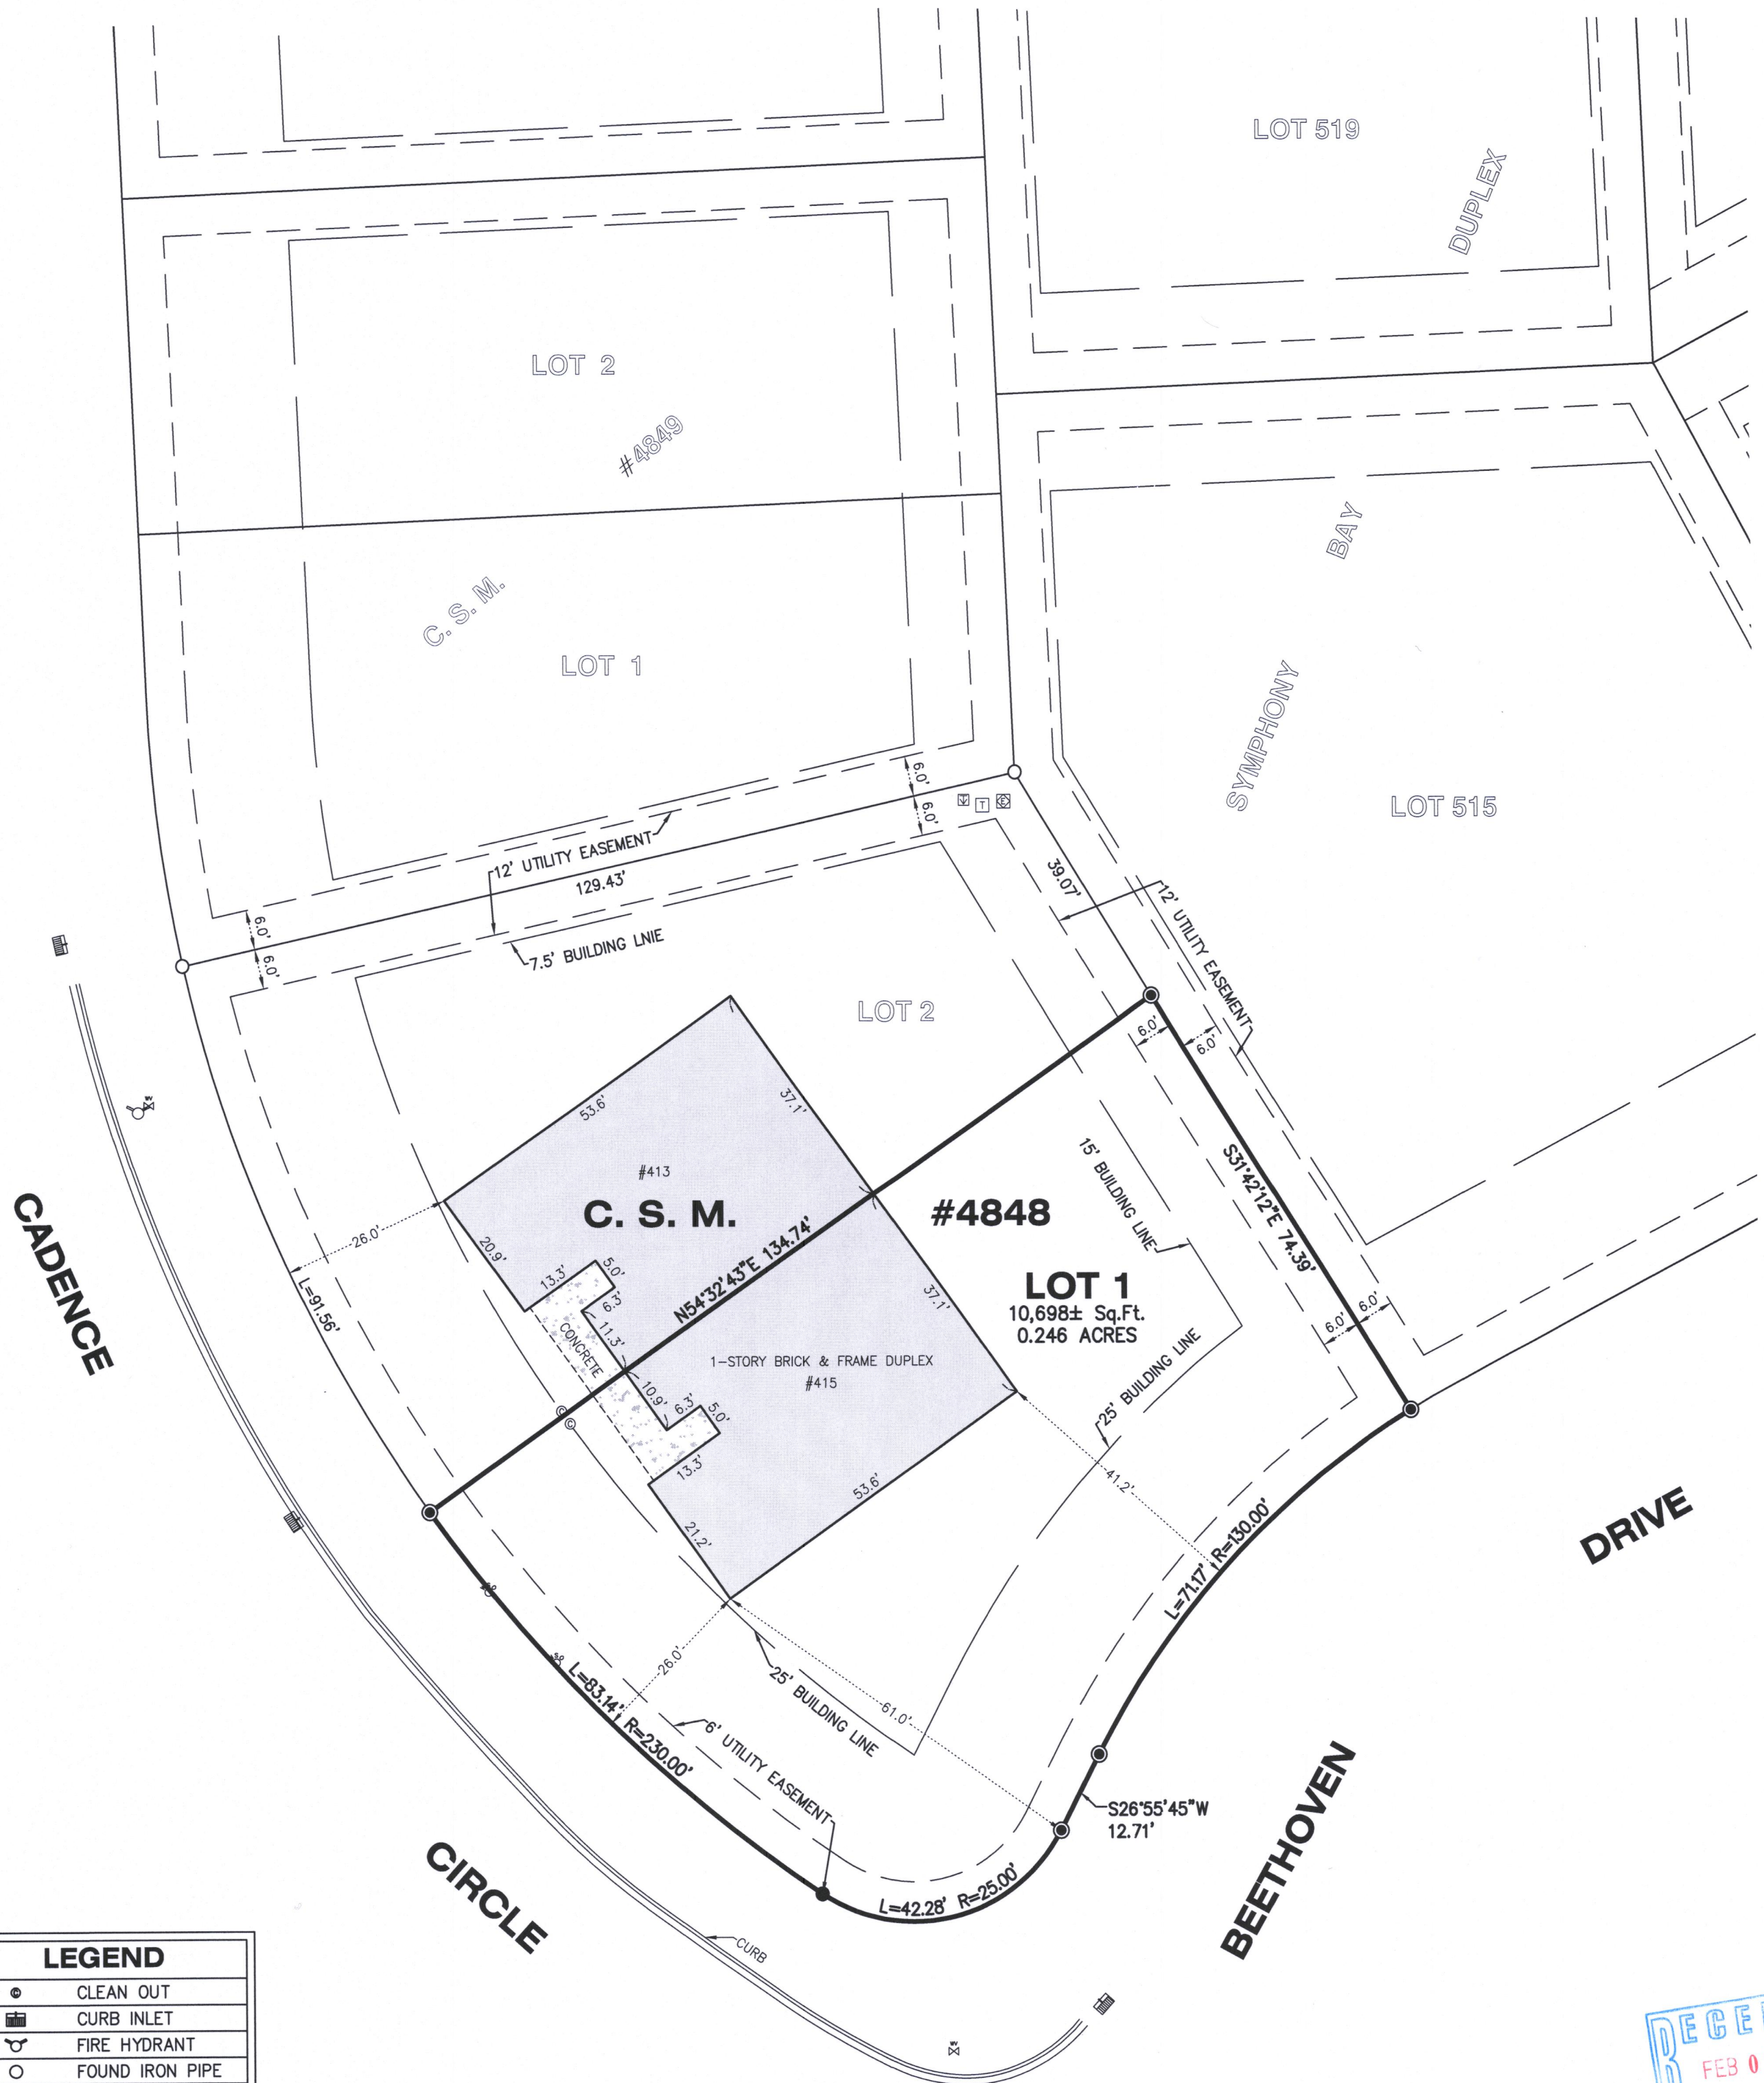 LOT 519
DUPLEX
LOT 2
#4849
BAY
C. S. M.
LOT 1
SYMPHONY
LOT 515
6.0'
6.0'
T
E
12' UTILITY EASEMENT
129.43'
39.07'
12' UTILITY EASEMENT
6.0'
6.0'
7.5' BUILDING LNIE
LOT 2
6.0'
6.0'
53.6'
37.1'
#413
15' BUILDING LINE
S31°42'12"E 74.39'
CADENCE
C. S. M.
#4848
26.0'
20.9'
13.3'
5.0'
6.3'
N54°32'43"E 134.74'
LOT 1
10,698± Sq.Ft.
0.246 ACRES
37.1'
L=91.56'
11.3'
CONCRETE
6.0'
6.0'
1-STORY BRICK & FRAME DUPLEX
#415
25' BUILDING LINE
10.9'
6.3'
5.0'
C
C
13.3'
53.6'
41.2'
21.2'
DRIVE
L=71.17' R=130.00'
26.0'
25' BUILDING LINE
61.0'
L=83.14' R=230.00'
6' UTILITY EASEMENT
S26°55'45"W
12.71'
BEETHOVEN
CIRCLE
L=42.28' R=25.00'
CURB
WV
LEGEND
C CLEAN OUT
CURB INLET
FIRE HYDRANT
FOUND IRON PIPE
RECE
FEB 0